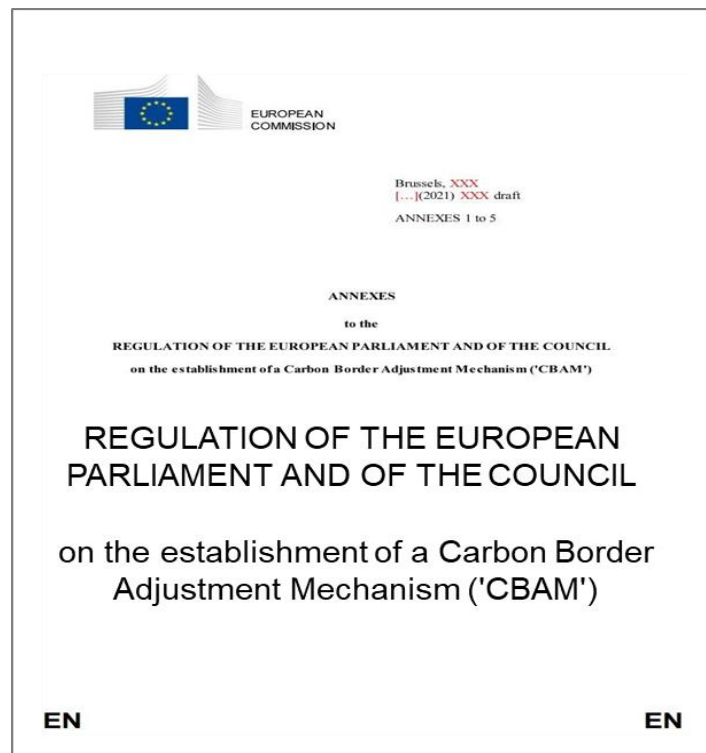 EUROPEAN
COMMISSION
Brussels, XXX
[…](2021) XXX draft
ANNEXES 1 to 5
ANNEXES
to the
REGULATION OF THE EUROPEAN PARLIAMENT AND OF THE COUNCIL
on the establishment of a Carbon Border Adjustment Mechanism ('CBAM')
REGULATION OF THE EUROPEAN
PARLIAMENT AND OF THE COUNCIL
on the establishment of a Carbon Border
Adjustment Mechanism ('CBAM')
EN EN